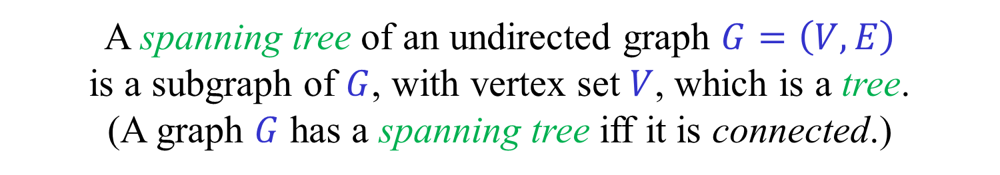 A spanning tree of an undirected graph G = (V, E)
is a subgraph of G, with vertex set V, which is a tree.
(A graph G has a spanning tree iff it is connected.)